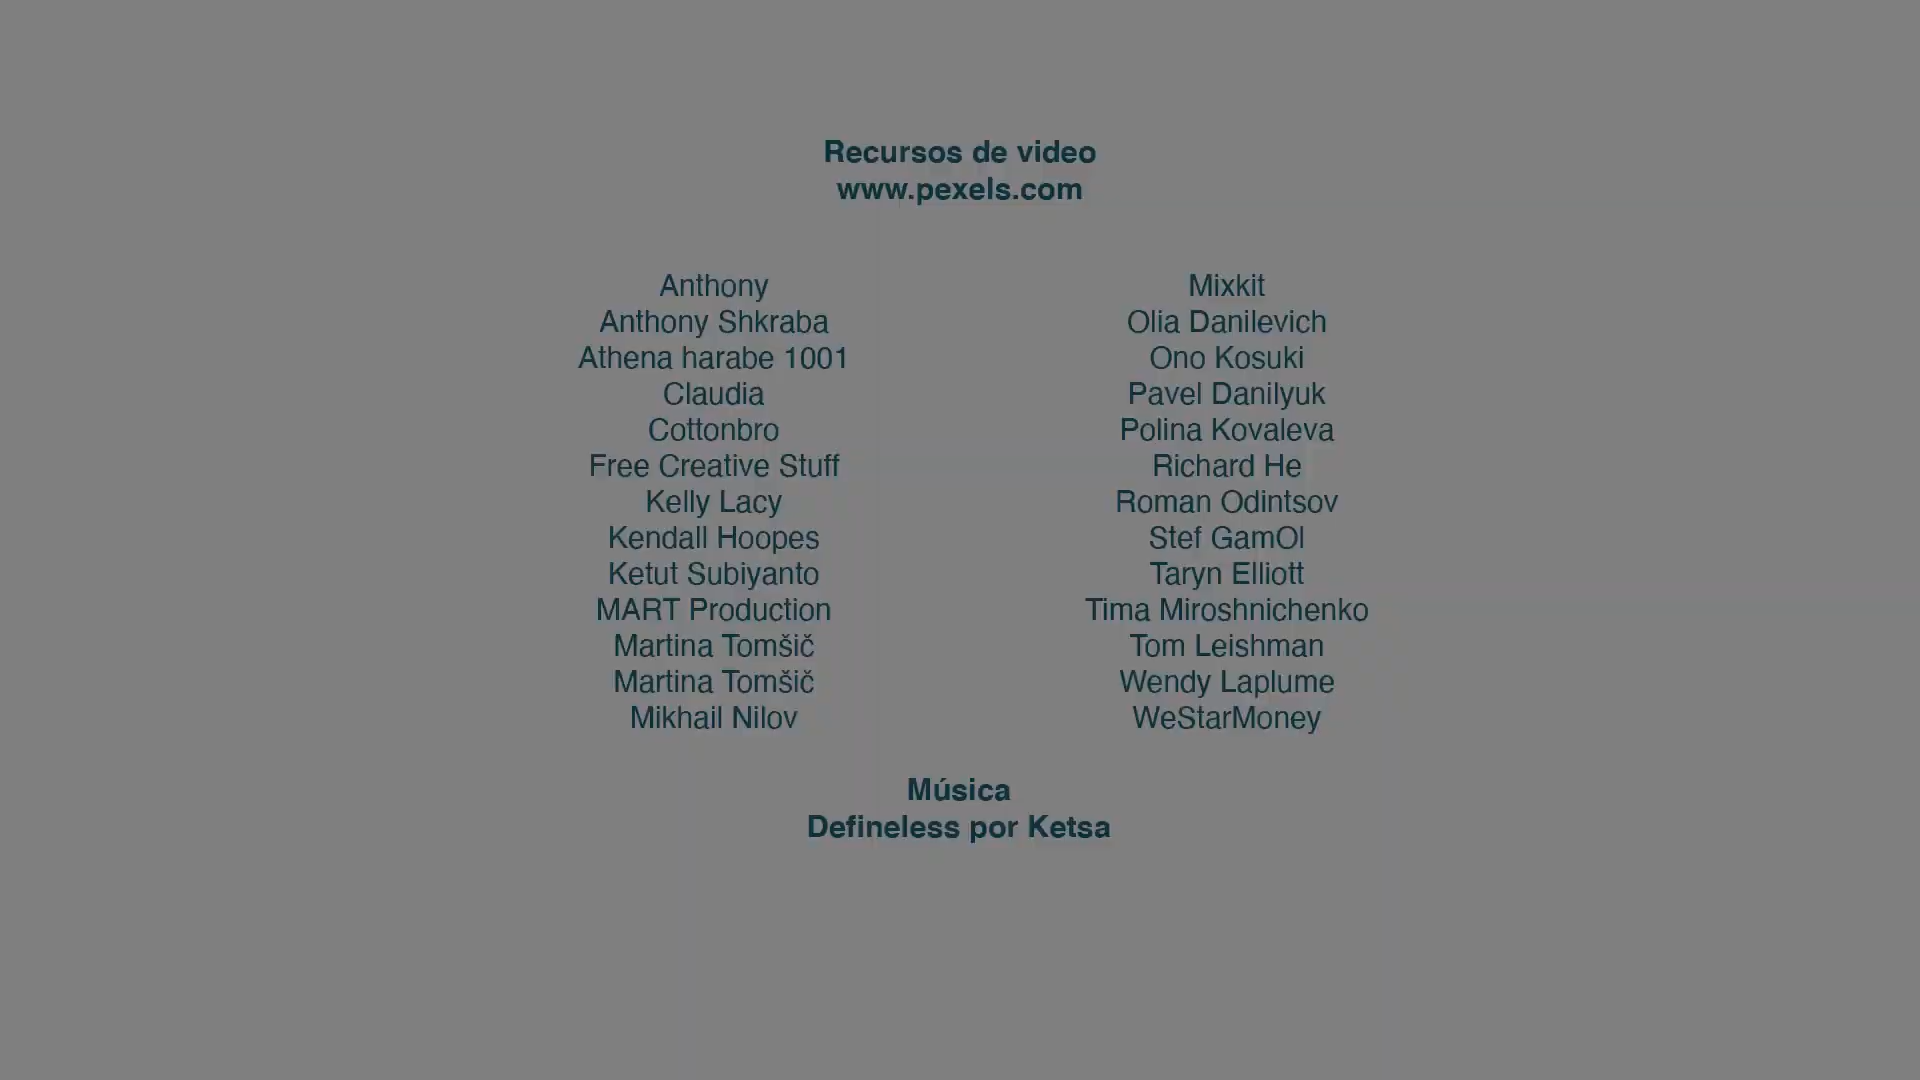 Recursos de video
www.pexels.com
Anthony
Anthony Shkraba
Athena harabe 1001
Claudia
Cottonbro
Free Creative Stuff
Kelly Lacy
Kendall Hoopes
Ketut Subiyanto
MART Production
Martina Tomšič
Martina Tomšič
Mikhail Nilov
Mixkit
Olia Danilevich
Ono Kosuki
Pavel Danilyuk
Polina Kovaleva
Richard He
Roman Odintsov
Stef GamOl
Taryn Elliott
Tima Miroshnichenko
Tom Leishman
Wendy Laplume
WeStarMoney
Música
Defineless por Ketsa